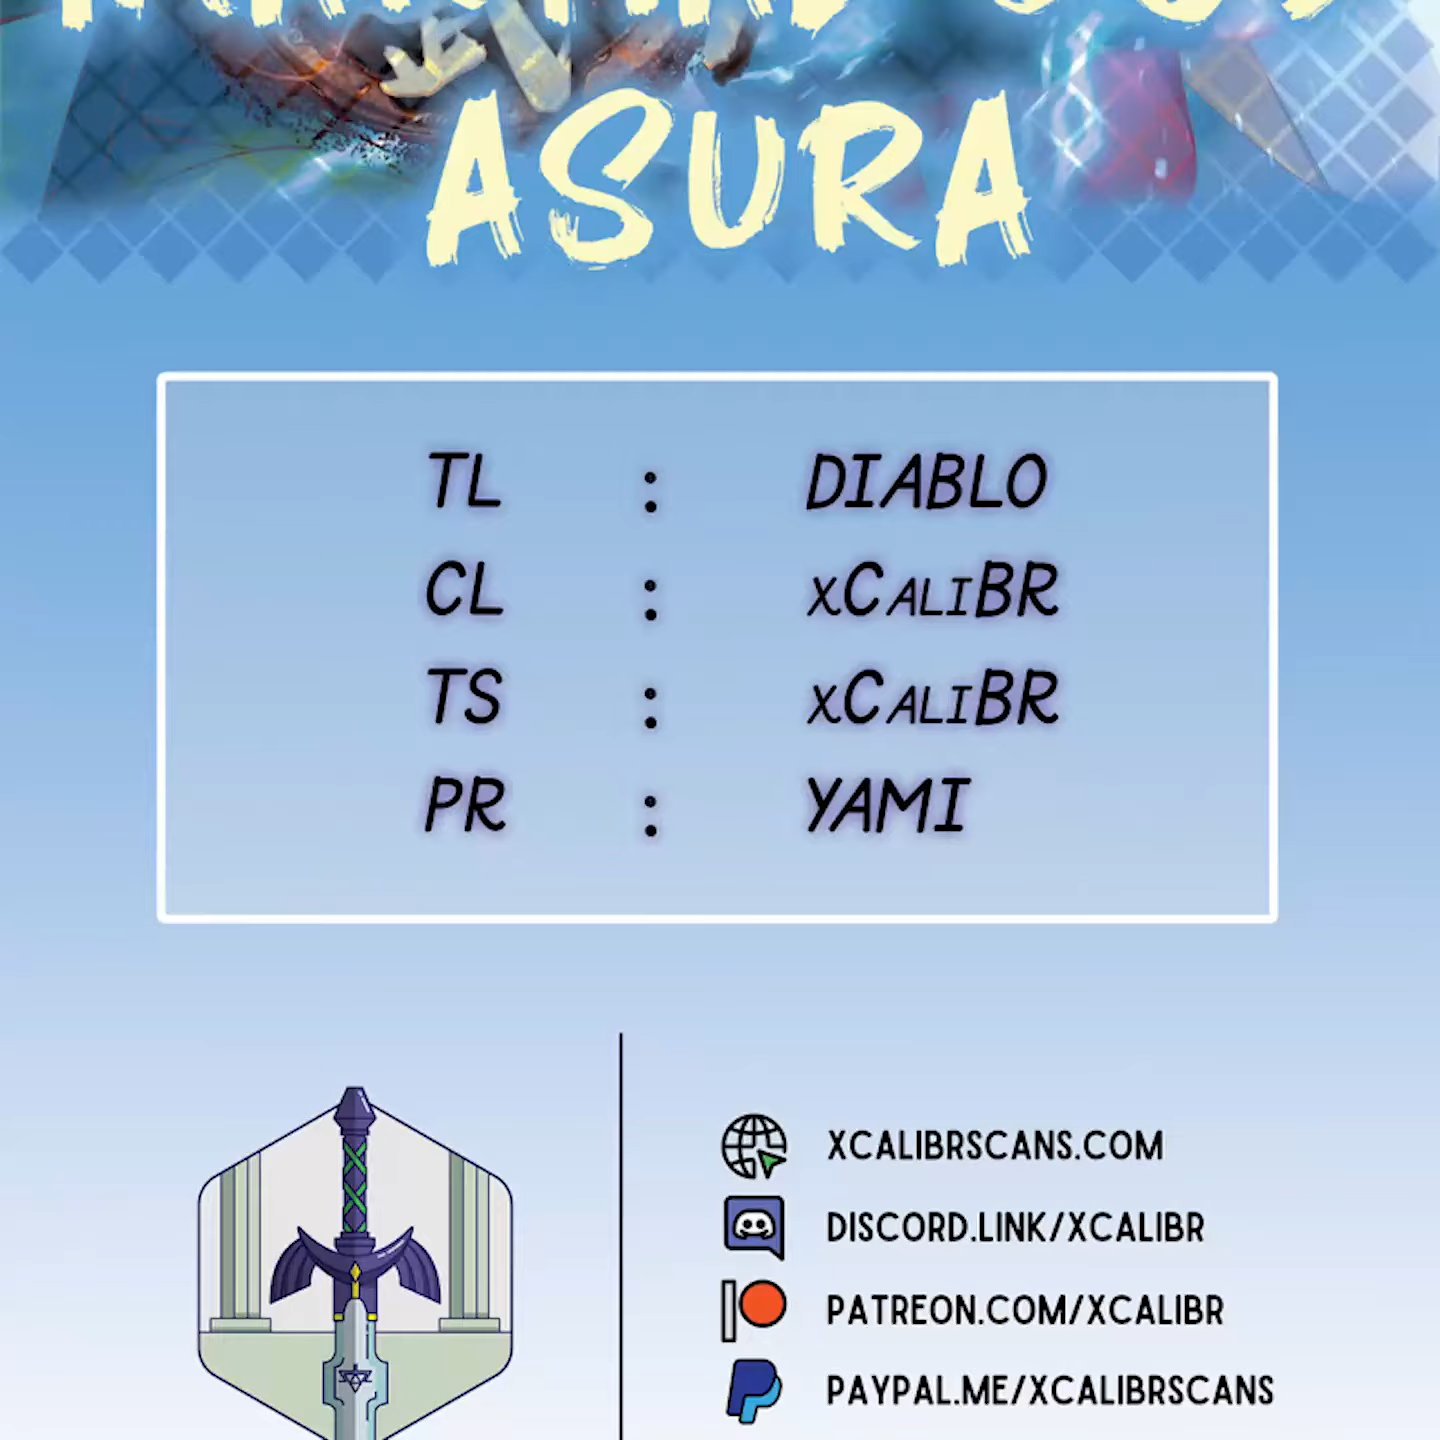 ASURA
TL : DIABLO
CL : xCALIBR
TS : xCALIBR
PR : YAMI
XCALIBRSCANS.COM
DISCORD.LINK/XCALIBR
PATREON.COM/XCALIBR
PAYPAL.ME/XCALIBRSCANS